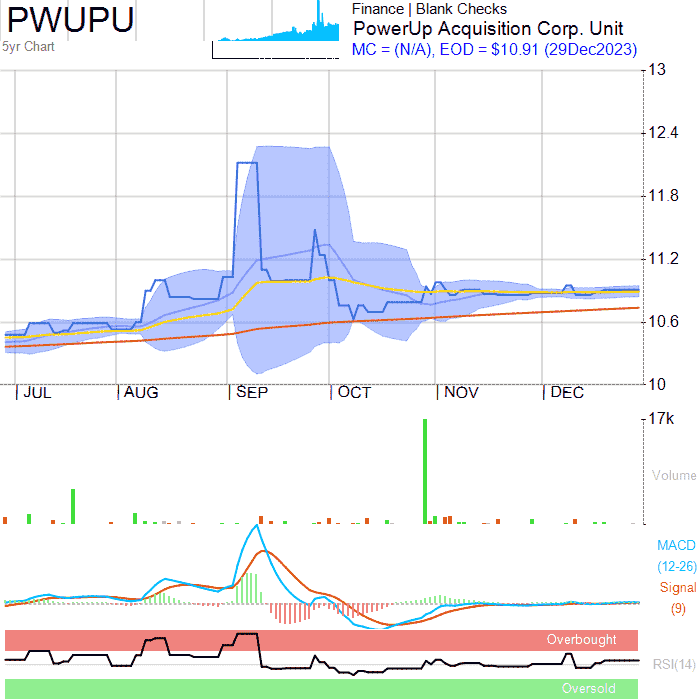 PWUPU
5yr Chart
Finance | Blank Checks
PowerUp Acquisition Corp. Unit
MC = (N/A), EOD = $10.91 (29Dec2023)
13
12.4
11.8
11.2
10.6
10
JUL AUG SEP OCT NOV DEC
17k
Volume
MACD
(12-26)
Signal
(9)
Overbought
RSI(14)
Oversold